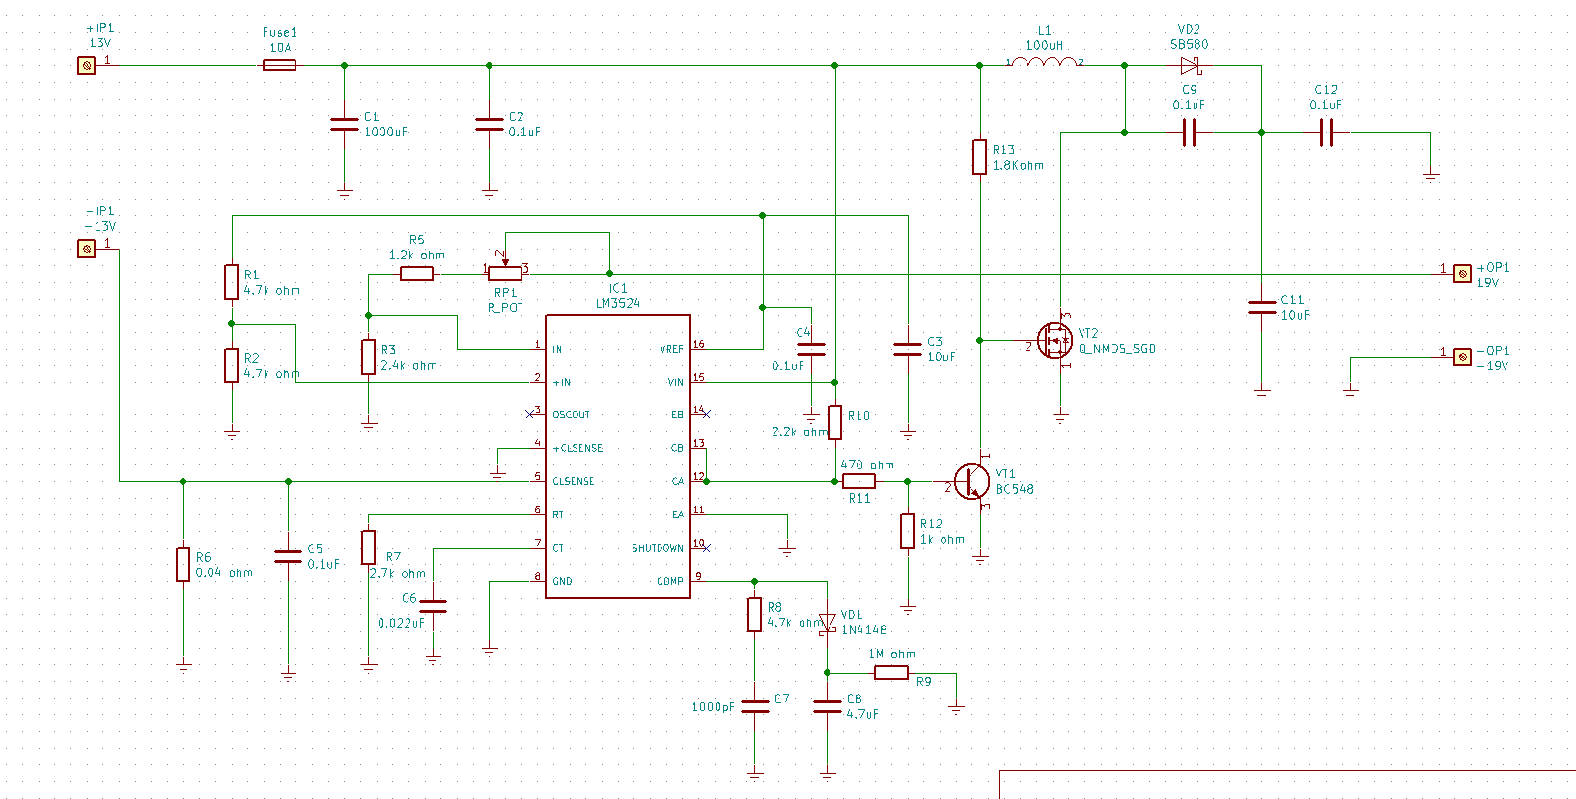 +IP1
13V
1
Fuse1
10A
C1
1000uF
C2
0.1uF
L1
100uH
1
2
VD2
SB580
C9
0.1uF
C12
0.1uF
R13
1.8Kohm
-IP1
1
R1
4.7k ohm
R2
4.7k ohm
R5
1.2k ohm
1
2
3
RP1
R3
2.4k ohm
IC1
LM3524
1
IN
2
+IN
3
OSCOUT
4
+CLSENSE
5
CLSENSE
6
RT
7
CT
8
GND
16
VREF
15
VIN
14
EB
13
CB
12
CA
11
EA
10
SHUTDOWN
9
COMP
C4
0.1uF
C3
10uF
R10
2.2k ohm
470 ohm
R11
R12
1k ohm
1
2
3
VT1
BC548
3
2
1
VT2
Q_NMOS_SGD
C11
10uF
1
+OP1
19V
1
-OP1
-19V
R6
0.04 ohm
C5
0.1uF
R7
2.7k ohm
C6
0.022uF
R8
4.7k ohm
VD1
1N4148
1M ohm
R9
1000pF
C7
C8
4.7uF